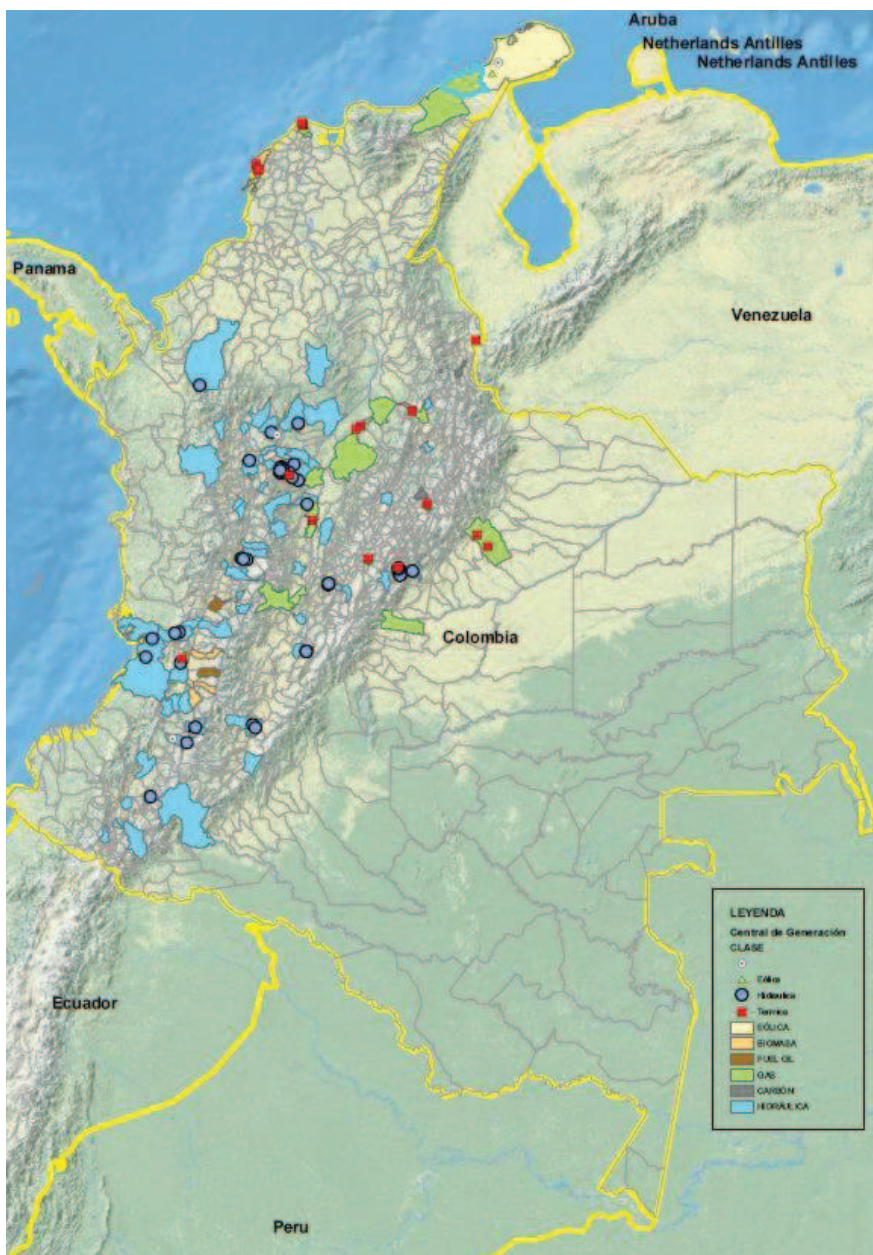 Aruba
Netherlands Antilles
Netherlands Antilles
Panama
Venezuela
Colombia
Ecuador
Peru
LEYENDA
Central de Generación
CLASE
Eólica
Hidráulica
Termica
EÓLICA
BIOMASA
FUEL OIL
GAS
CARBÓN
HIDRÁULICA